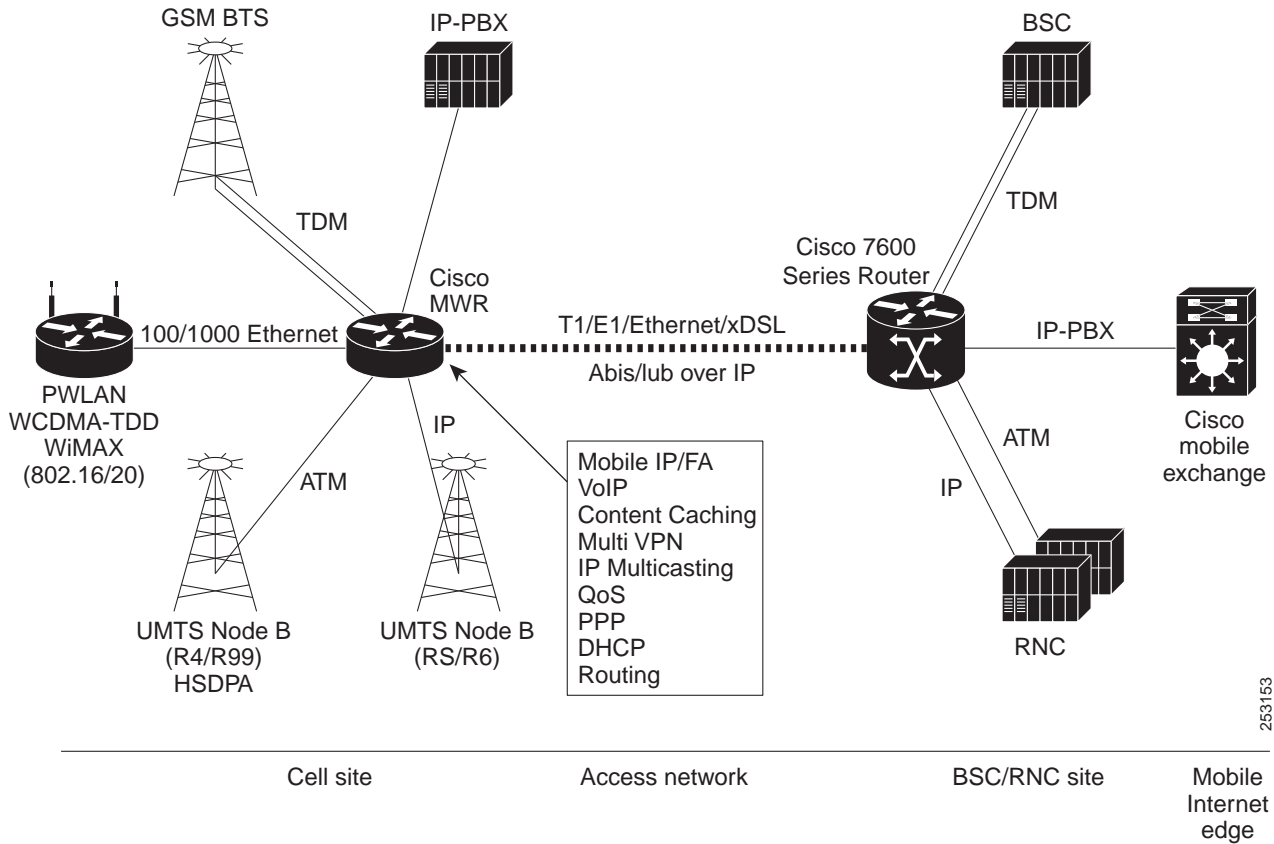 GSM BTS
IP-PBX
BSC
TDM
TDM
Cisco 7600
Series Router
Cisco
MWR
100/1000 Ethernet
T1/E1/Ethernet/xDSL
IP-PBX
Abis/lub over IP
PWLAN
WCDMA-TDD
WiMAX
(802.16/20)
IP
ATM
Cisco
mobile
exchange
ATM
IP
Mobile IP/FA
VoIP
Content Caching
Multi VPN
IP Multicasting
QoS
PPP
DHCP
Routing
UMTS Node B
(R4/R99)
HSDPA
UMTS Node B
(RS/R6)
RNC
253153
Cell site
Access network
BSC/RNC site
Mobile
Internet
edge